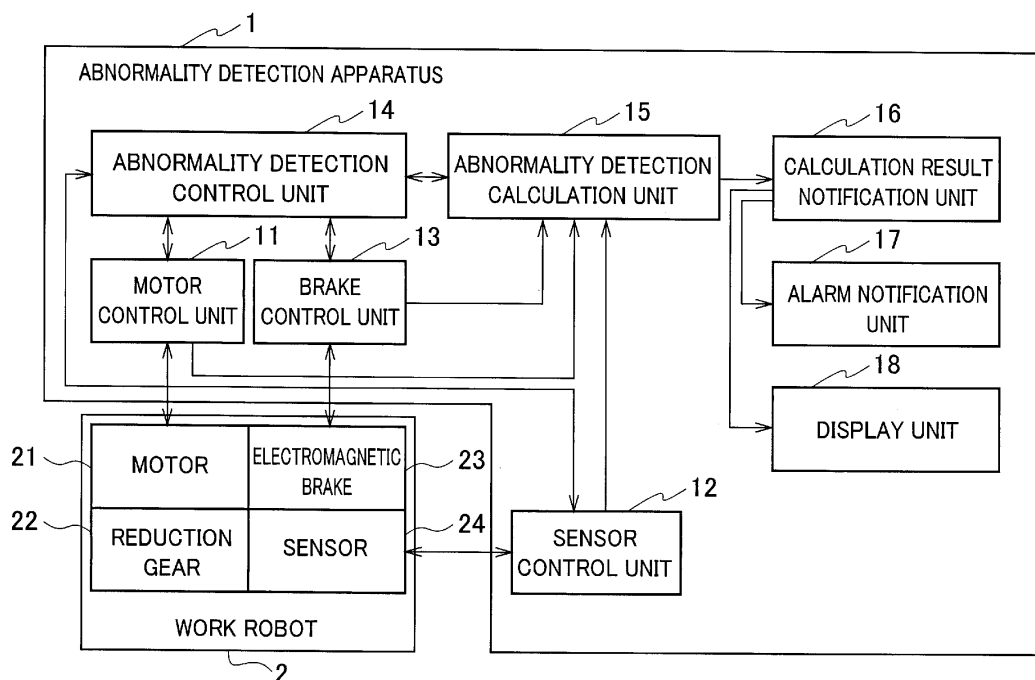 1
ABNORMALITY DETECTION APPARATUS
14
ABNORMALITY DETECTION
CONTROL UNIT
15
ABNORMALITY DETECTION
CALCULATION UNIT
16
CALCULATION RESULT
NOTIFICATION UNIT
11
MOTOR
CONTROL UNIT
13
BRAKE
CONTROL UNIT
17
ALARM NOTIFICATION
UNIT
18
DISPLAY UNIT
21
MOTOR
ELECTROMAGNETIC
BRAKE
23
22
REDUCTION
GEAR
SENSOR
24
12
SENSOR
CONTROL UNIT
WORK ROBOT
2